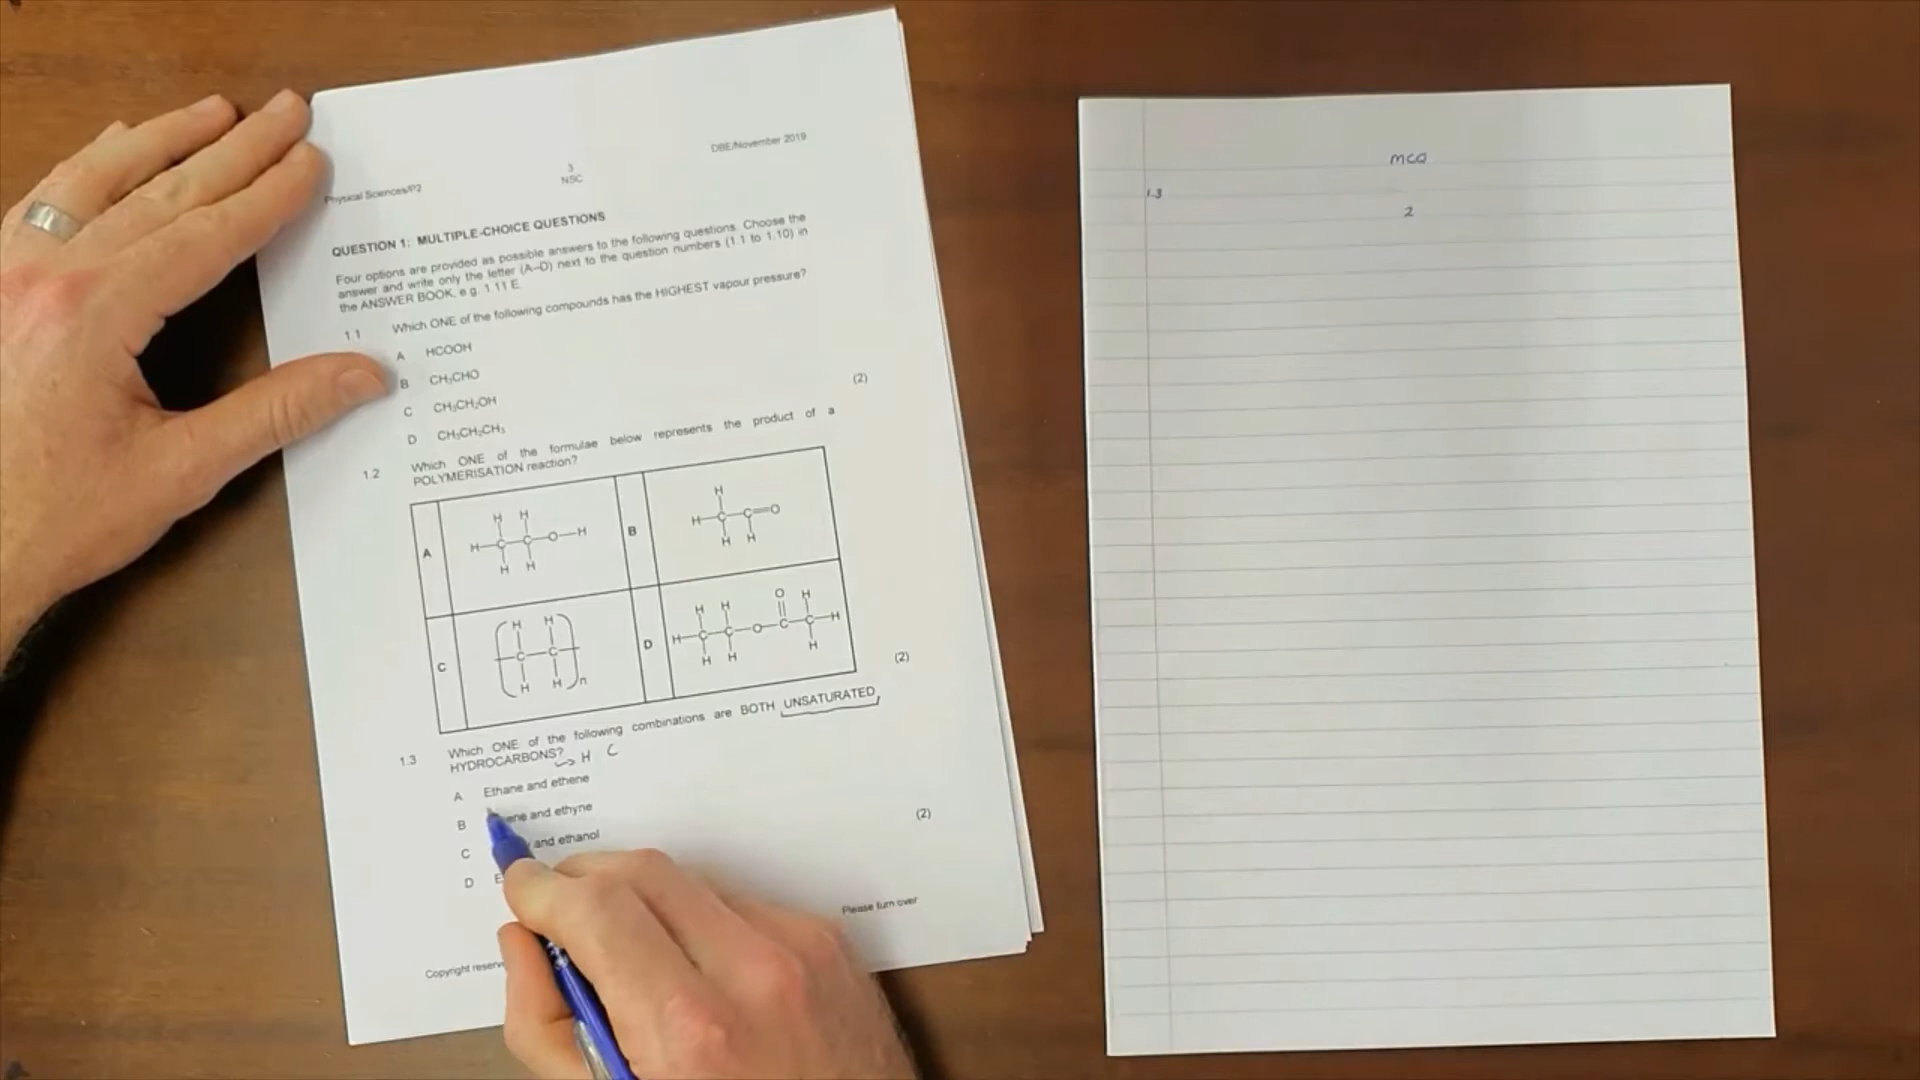 DBE/November 2019
3
NSC
Physical Sciences/P2
QUESTION 1: MULTIPLE-CHOICE QUESTIONS
Four options are provided as possible answers to the following questions. Choose the
answer and write only the letter (A–D) next to the question numbers (1.1 to 1.10) in
the ANSWER BOOK, e.g. 1.11 E.
1.1 Which ONE of the following compounds has the HIGHEST vapour pressure?
A HCOOH
B CH₃CHO
C CH₃CH₂OH
D CH₃CH₂CH₃
(2)
1.2 Which ONE of the formulae below represents the product of a
POLYMERISATION reaction?
A
H H
H C C O H
H H
B
H
H C C O
H H
C
H H
C C
H H n
D
H H O H
H C C O C C H
H H H
(2)
1.3 Which ONE of the following combinations are BOTH UNSATURATED
HYDROCARBONS? H C
A Ethane and ethene
B and ethyne
C and ethanol
D
(2)
Please turn over
Copyright
MCQ
1.3
2